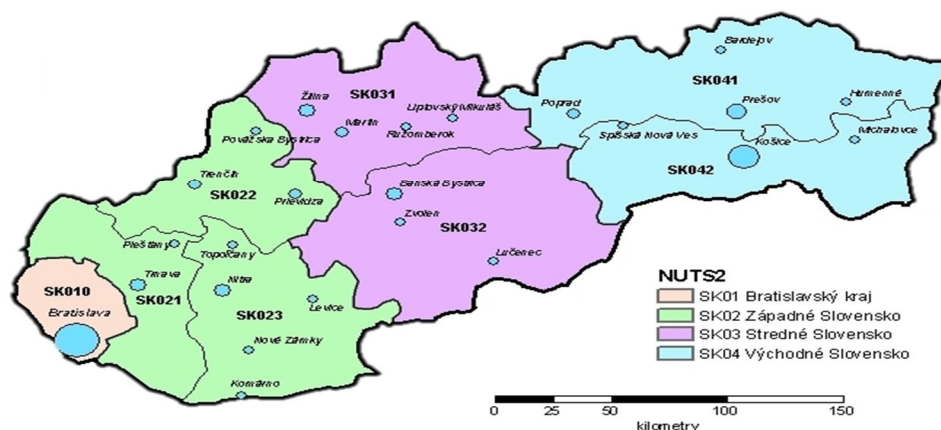 Bardejov
SK041
SK031
Žilina
Liptovský Mikuláš
Poprad
Prešov
Humenné
Martin
Ružomberok
Považská Bystrica
Spišská Nová Ves
Košice
Michalovce
SK042
Trenčín
SK022
Prievidza
Banská Bystrica
Zvolen
SK032
Piešťany
Topoľčany
Lučenec
SK010
Trnava
SK021
Nitra
Levice
Bratislava
SK023
Nové Zámky
Komárno
NUTS2
SK01 Bratislavský kraj
SK02 Západné Slovensko
SK03 Stredné Slovensko
SK04 Východné Slovensko
0 25 50 100 150
kilometry